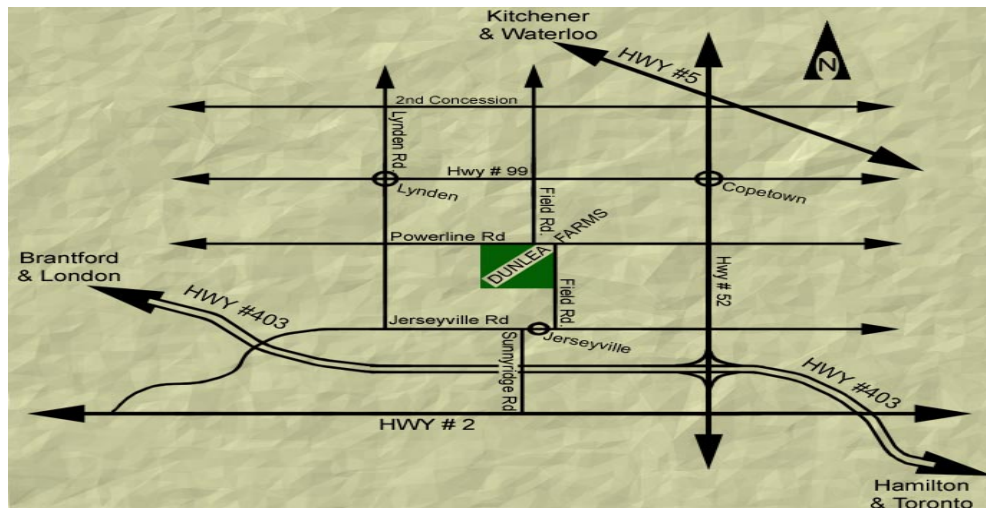 Kitchener
& Waterloo
HWY #5
N
2nd Concession
Lynden Rd.
Hwy # 99
Lynden
Copetown
Field Rd.
Powerline Rd
DUNLEA FARMS
Brantford
& London
HWY #403
Hwy # 52
Field Rd.
Jerseyville Rd
Jerseyville
Sunnyridge Rd
HWY #403
HWY # 2
Hamilton
& Toronto